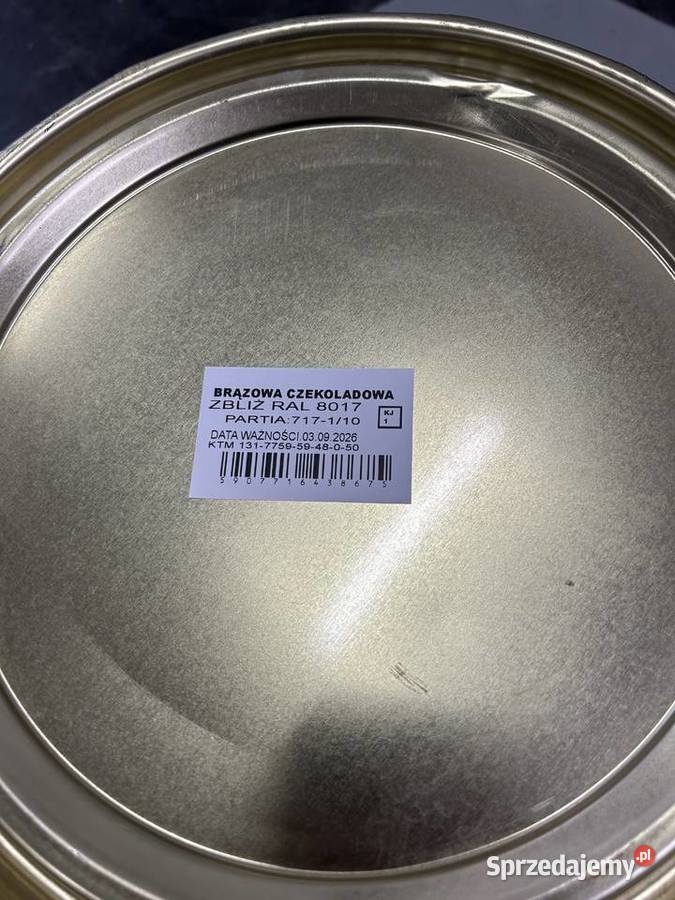 BRĄZOWA CZEKOLADOWA
ZBLIŻ RAL 8017
PARTIA:717-1/10
KJ
1
DATA WAŻNOŚCI.03.09.2026
KTM 131-7759-59-48-0-50
5907716438675
Sprzedajemy.pl